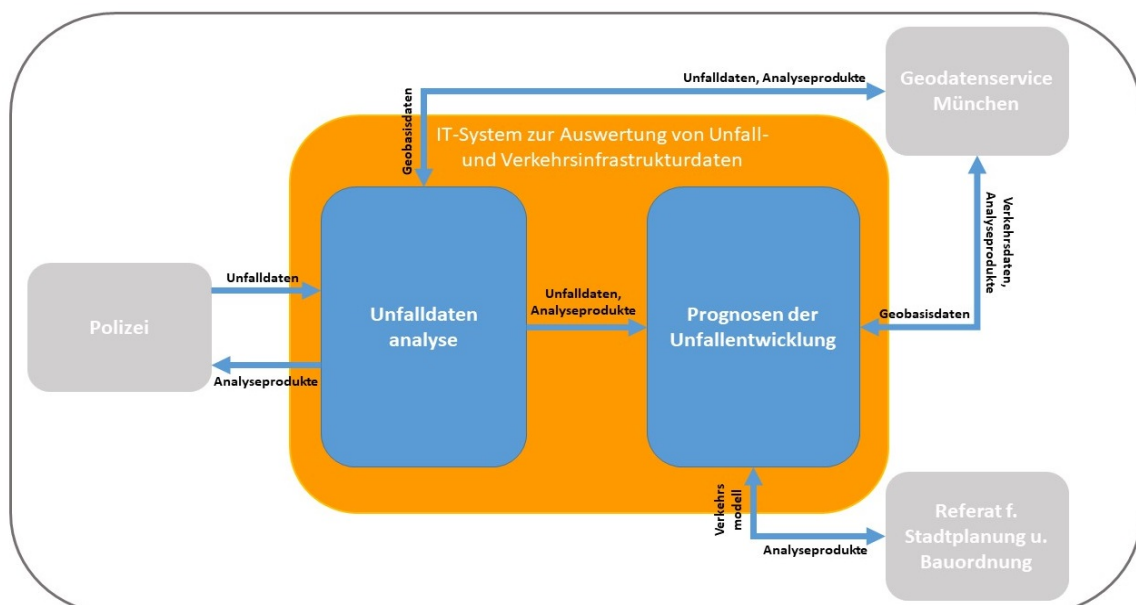 Unfalldaten, Analyseprodukte
Geodatenservice
München
Geobasisdaten
IT-System zur Auswertung von Unfall-
und Verkehrsinfrastrukturdaten
Verkehrsdaten,
Analyseprodukte
Unfalldaten
Polizei
Analyseprodukte
Unfalldaten
analyse
Unfalldaten,
Analyseprodukte
Prognosen der
Unfallentwicklung
Geobasisdaten
Verkehrs
modell
Analyseprodukte
Referat f.
Stadtplanung u.
Bauordnung